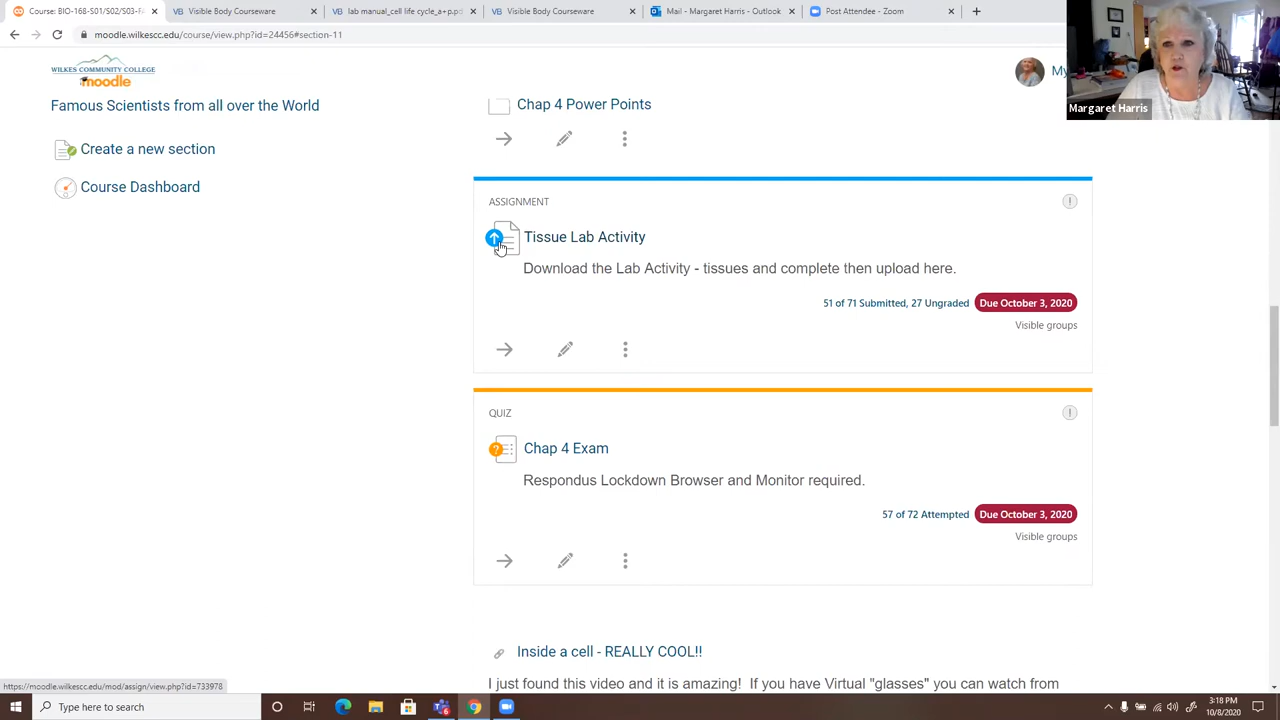 Course: BIO-168-S01/S02/S03-F
Visible Body Courseware
lab manual_cell life cycle_a+p.pd
Visible Body Courseware
Mail - Margaret Harris - Outlook
Post Attendee - Zoom
moodle.wilkescc.edu/course/view.php?id=24456#section-11
WILKES COMMUNITY COLLEGE
moodle
My
Margaret Harris
Famous Scientists from all over the World
Create a new section
Course Dashboard
Chap 4 Power Points
ASSIGNMENT
Tissue Lab Activity
Download the Lab Activity - tissues and complete then upload here.
51 of 71 Submitted, 27 Ungraded
Due October 3, 2020
Visible groups
QUIZ
Chap 4 Exam
Respondus Lockdown Browser and Monitor required.
57 of 72 Attempted
Due October 3, 2020
Visible groups
Inside a cell - REALLY COOL!!
I just found this video and it is amazing! If you have Virtual "glasses" you can watch from
https://moodle.wilkescc.edu/mod/assign/view.php?id=733978
Type here to search
3:18 PM
10/8/2020